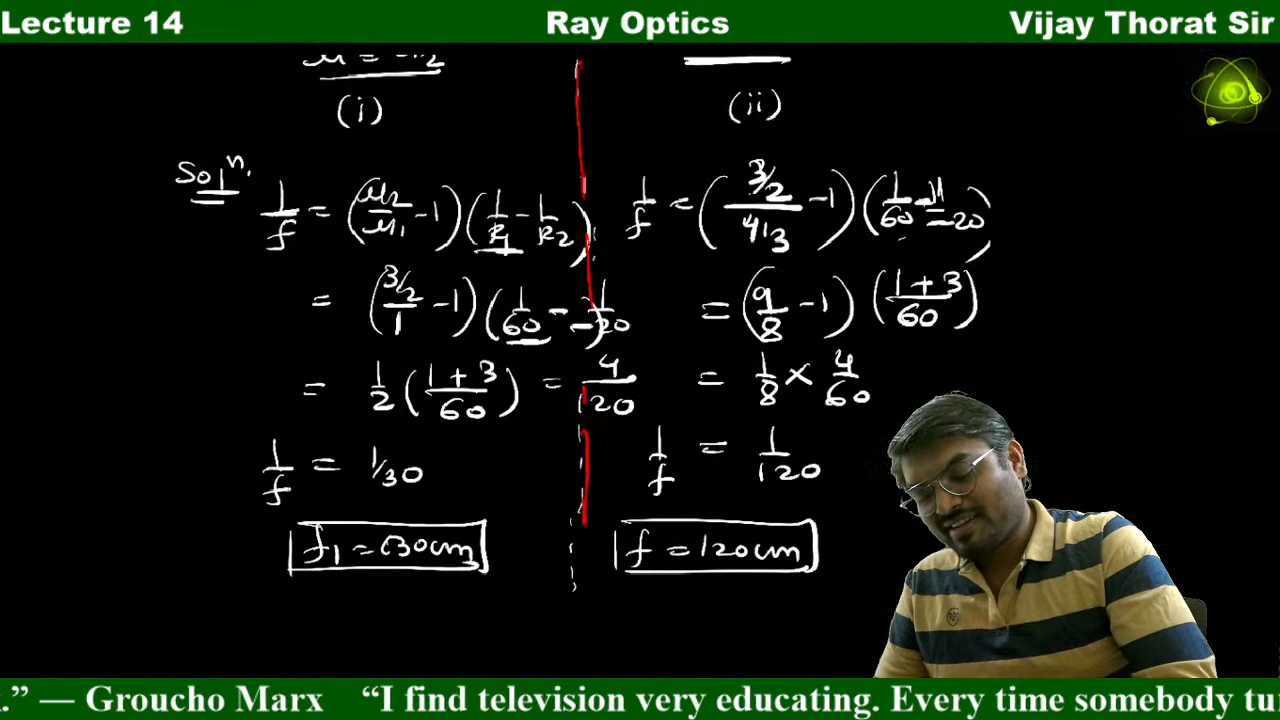 Lecture 14
Ray Optics
Vijay Thorat Sir
(i)
Solⁿ.
1/f = (μ2/μ1 - 1)(1/R1 - 1/R2)
= (3/2/1 - 1)(1/60 - 1/-20)
= 1/2 (1+3/60) = 4/120
1/f = 1/30
f1 = 30cm
(ii)
1/f = (3/2/4/3 - 1)(1/60 - 1/-20)
= (9/8 - 1)(1+3/60)
= 1/8 × 4/60
1/f = 1/120
f = 120cm
.” — Groucho Marx “I find television very educating. Every time somebody tu